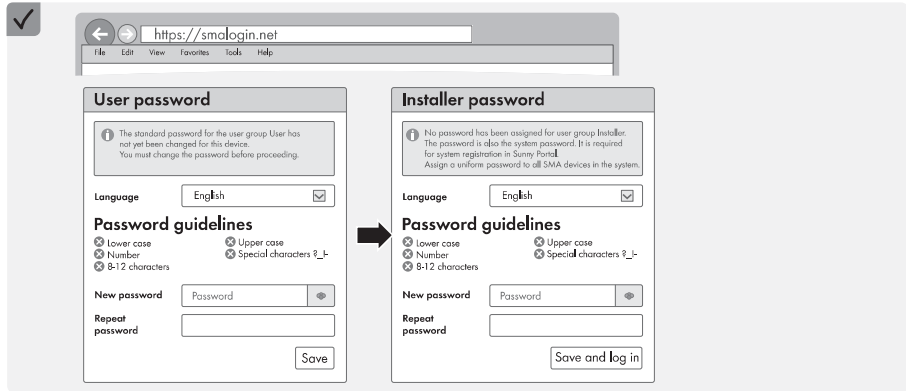 https://smalogin.net
File Edit View Favorites Tools Help
User password
The standard password for the user group User has
not yet been changed for this device.
You must change the password before proceeding.
Language English
Password guidelines
Lower case Upper case
Number Special characters ?_!-
8-12 characters
New password Password
Repeat
password
Save
Installer password
No password has been assigned for user group Installer.
The password is also the system password. It is required
for system registration in Sunny Portal.
Assign a uniform password to all SMA devices in the system.
Language English
Password guidelines
Lower case Upper case
Number Special characters ?_!-
8-12 characters
New password Password
Repeat
password
Save and log in